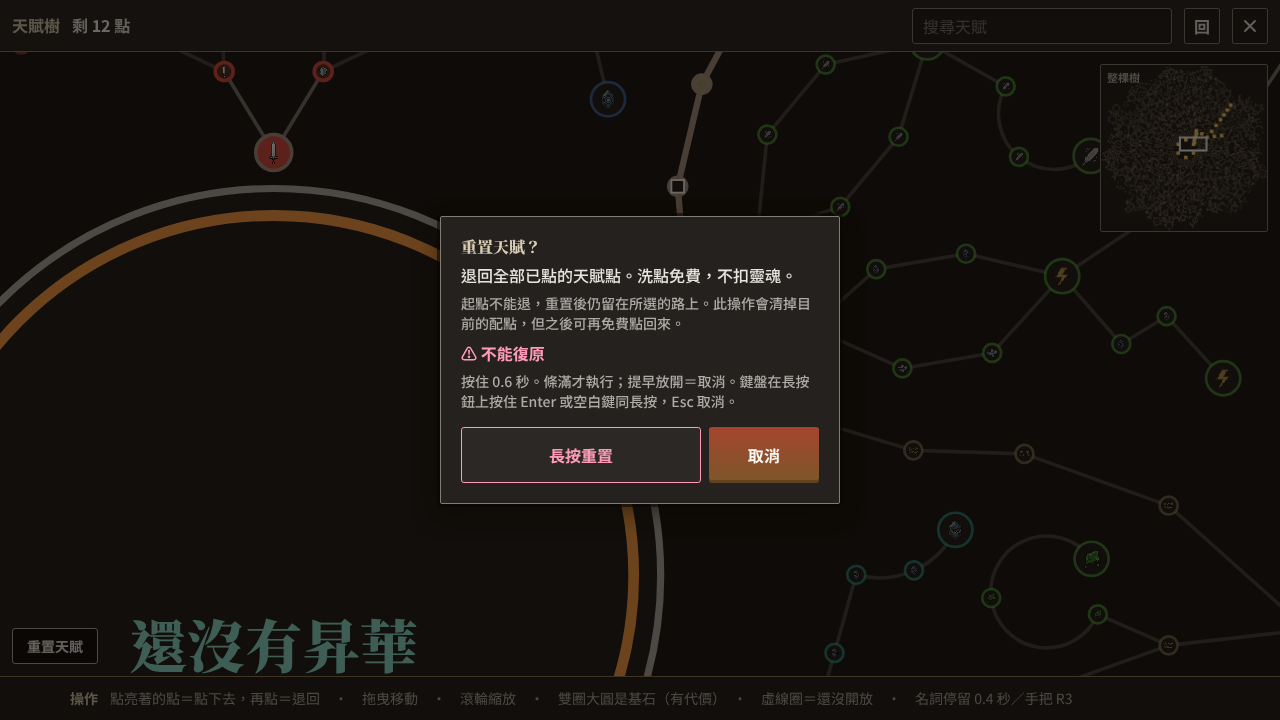 天賦樹 剩 12 點
搜尋天賦
回
整棵樹
重置天賦？
退回全部已點的天賦點。洗點免費，不扣靈魂。
起點不能退，重置後仍留在所選的路上。此操作會清掉目
前的配點，但之後可再免費點回來。
不能復原
按住 0.6 秒。條滿才執行；提早放開＝取消。鍵盤在長按
鈕上按住 Enter 或空白鍵同長按，Esc 取消。
長按重置
取消
重置天賦
還沒有昇華
操作 點亮著的點＝點下去，再點＝退回 · 拖曳移動 · 滾輪縮放 · 雙圈大圓是基石（有代價） · 虛線圈＝還沒開放 · 名詞停留 0.4 秒／手把 R3